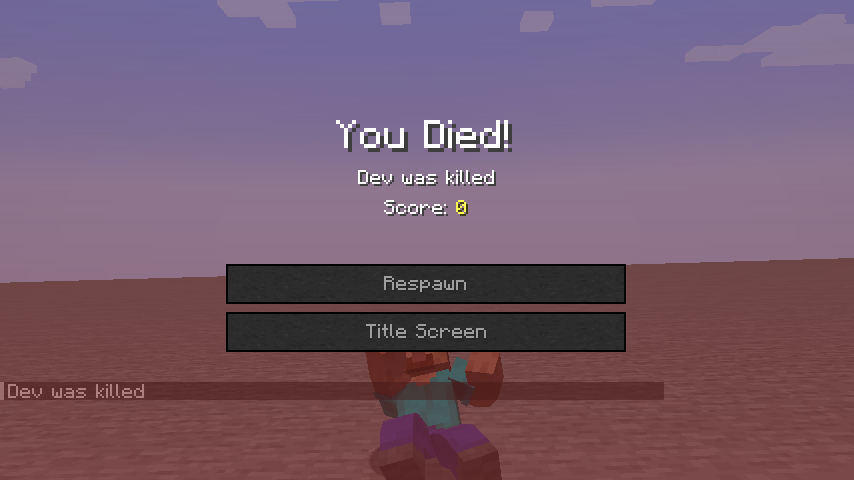 You Died!
Dev was killed
Score: 0
Respawn
Title Screen
Dev was killed